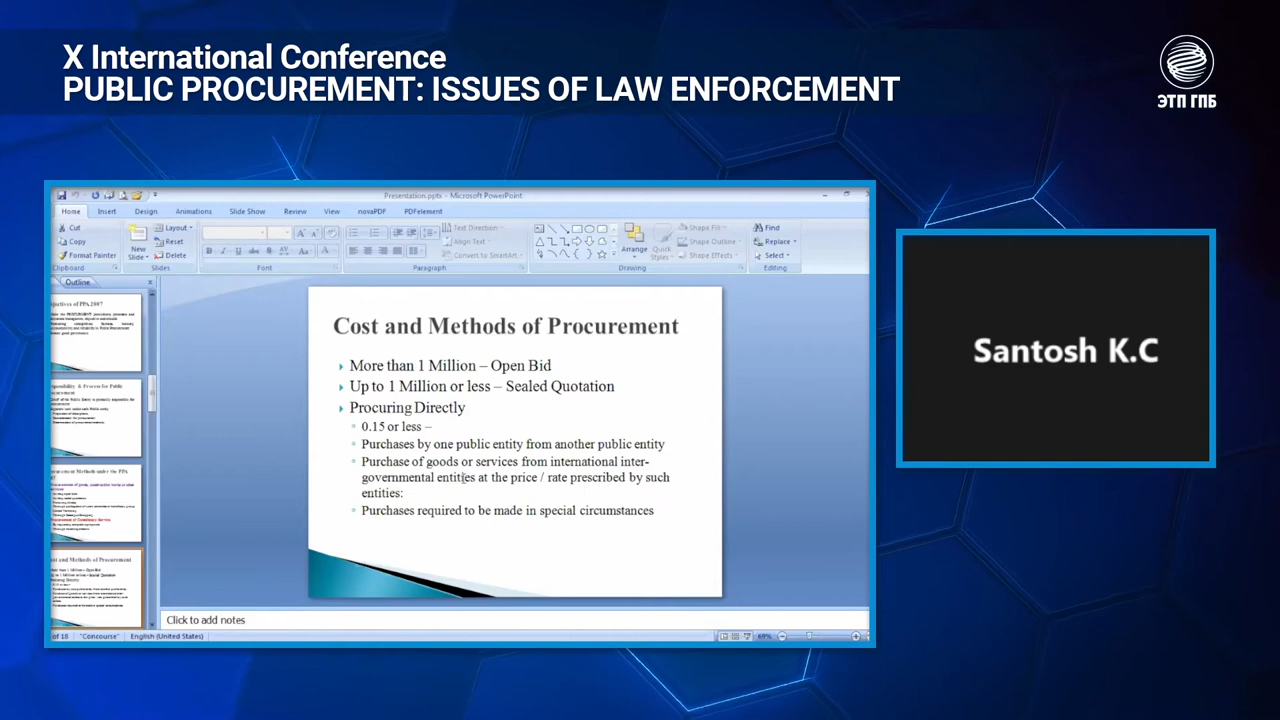 X International Conference
PUBLIC PROCUREMENT: ISSUES OF LAW ENFORCEMENT
ЭТП ГПБ
Presentation.pptx - Microsoft PowerPoint
Home Insert Design Animations Slide Show Review View novaPDF PDFelement
Cut
Copy
Format Painter
Clipboard
New
Slide
Layout
Reset
Delete
Slides
Font
Text Direction
Align Text
Convert to SmartArt
Paragraph
Arrange
Quick
Styles
Shape Fill
Shape Outline
Shape Effects
Drawing
Find
Replace
Select
Editing
Outline
Cost and Methods of Procurement
More than 1 Million – Open Bid
Up to 1 Million or less – Sealed Quotation
Procuring Directly
0.15 or less –
Purchases by one public entity from another public entity
Purchase of goods or services from international inter-
governmental entities at the price / rate prescribed by such
entities:
Purchases required to be made in special circumstances
Click to add notes
of 18 "Concourse" English (United States) 69%
Santosh K.C